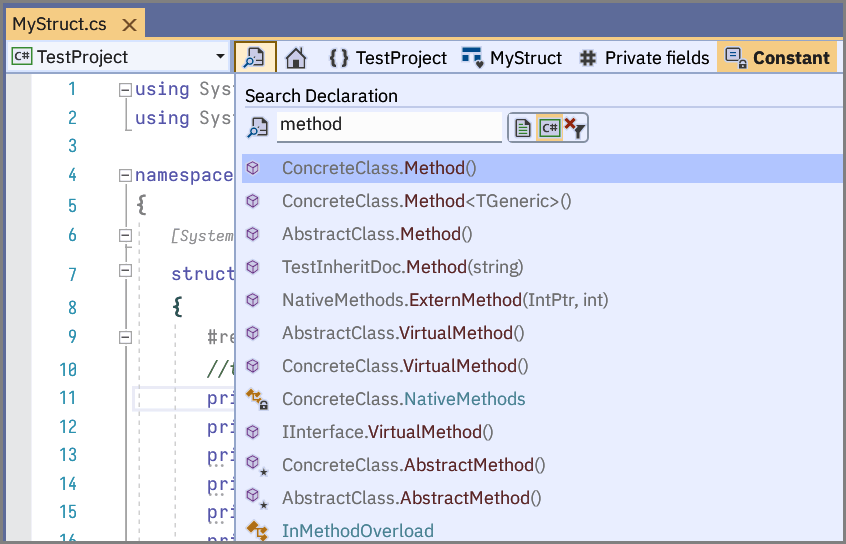 MyStruct.cs
C# TestProject { } TestProject MyStruct # Private fields Constant
Search Declaration
method C#
ConcreteClass.Method()
ConcreteClass.Method<TGeneric>()
AbstractClass.Method()
TestInheritDoc.Method(string)
NativeMethods.ExternMethod(IntPtr, int)
AbstractClass.VirtualMethod()
ConcreteClass.VirtualMethod()
ConcreteClass.NativeMethods
IInterface.VirtualMethod()
ConcreteClass.AbstractMethod()
AbstractClass.AbstractMethod()
InMethodOverload
1 using Sys
2 using Sys
3
4 namespace
5 {
6 [System
7 struct
8 {
9 #re
10 //t
11 pri
12 pri
13 pri
14 pri
15 pri
16 pri